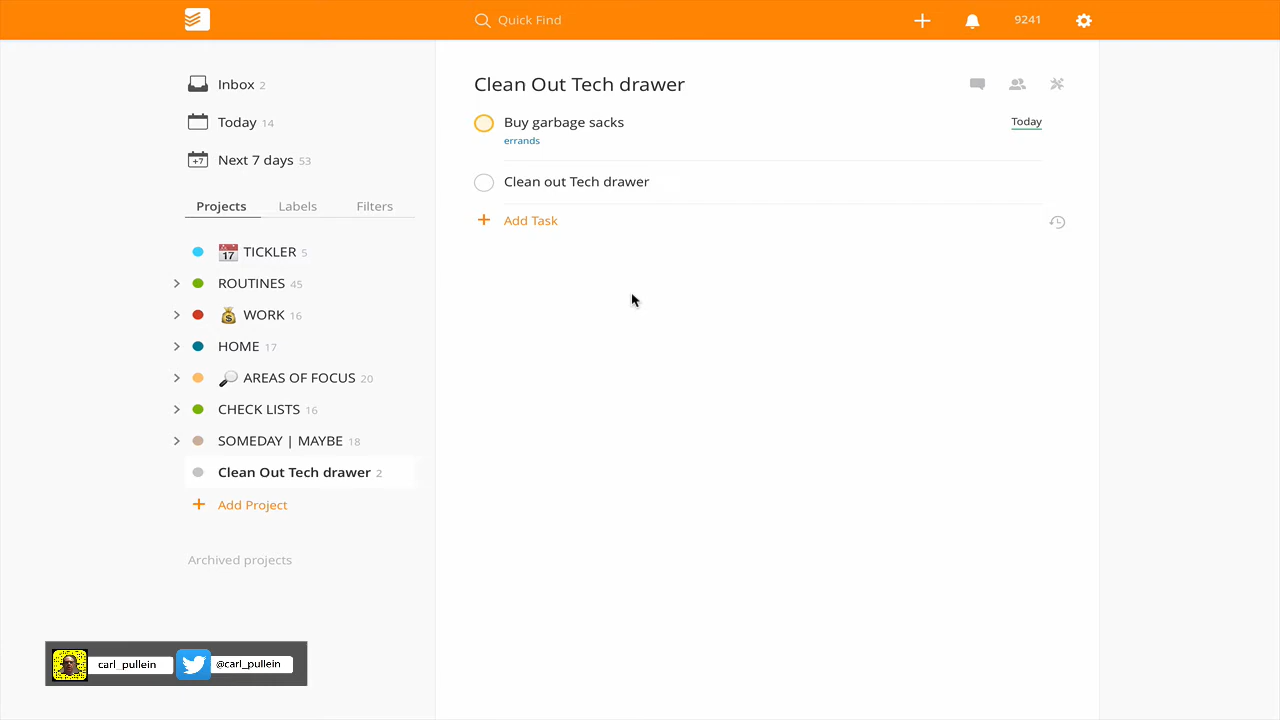 Quick Find
9241
Inbox 2
Today 14
+7 Next 7 days 53
Projects Labels Filters
17 TICKLER 5
ROUTINES 45
WORK 16
HOME 17
AREAS OF FOCUS 20
CHECK LISTS 16
SOMEDAY | MAYBE 18
Clean Out Tech drawer 2
Add Project
Archived projects
Clean Out Tech drawer
Buy garbage sacks Today
errands
Clean out Tech drawer
Add Task
carl_pullein @carl_pullein